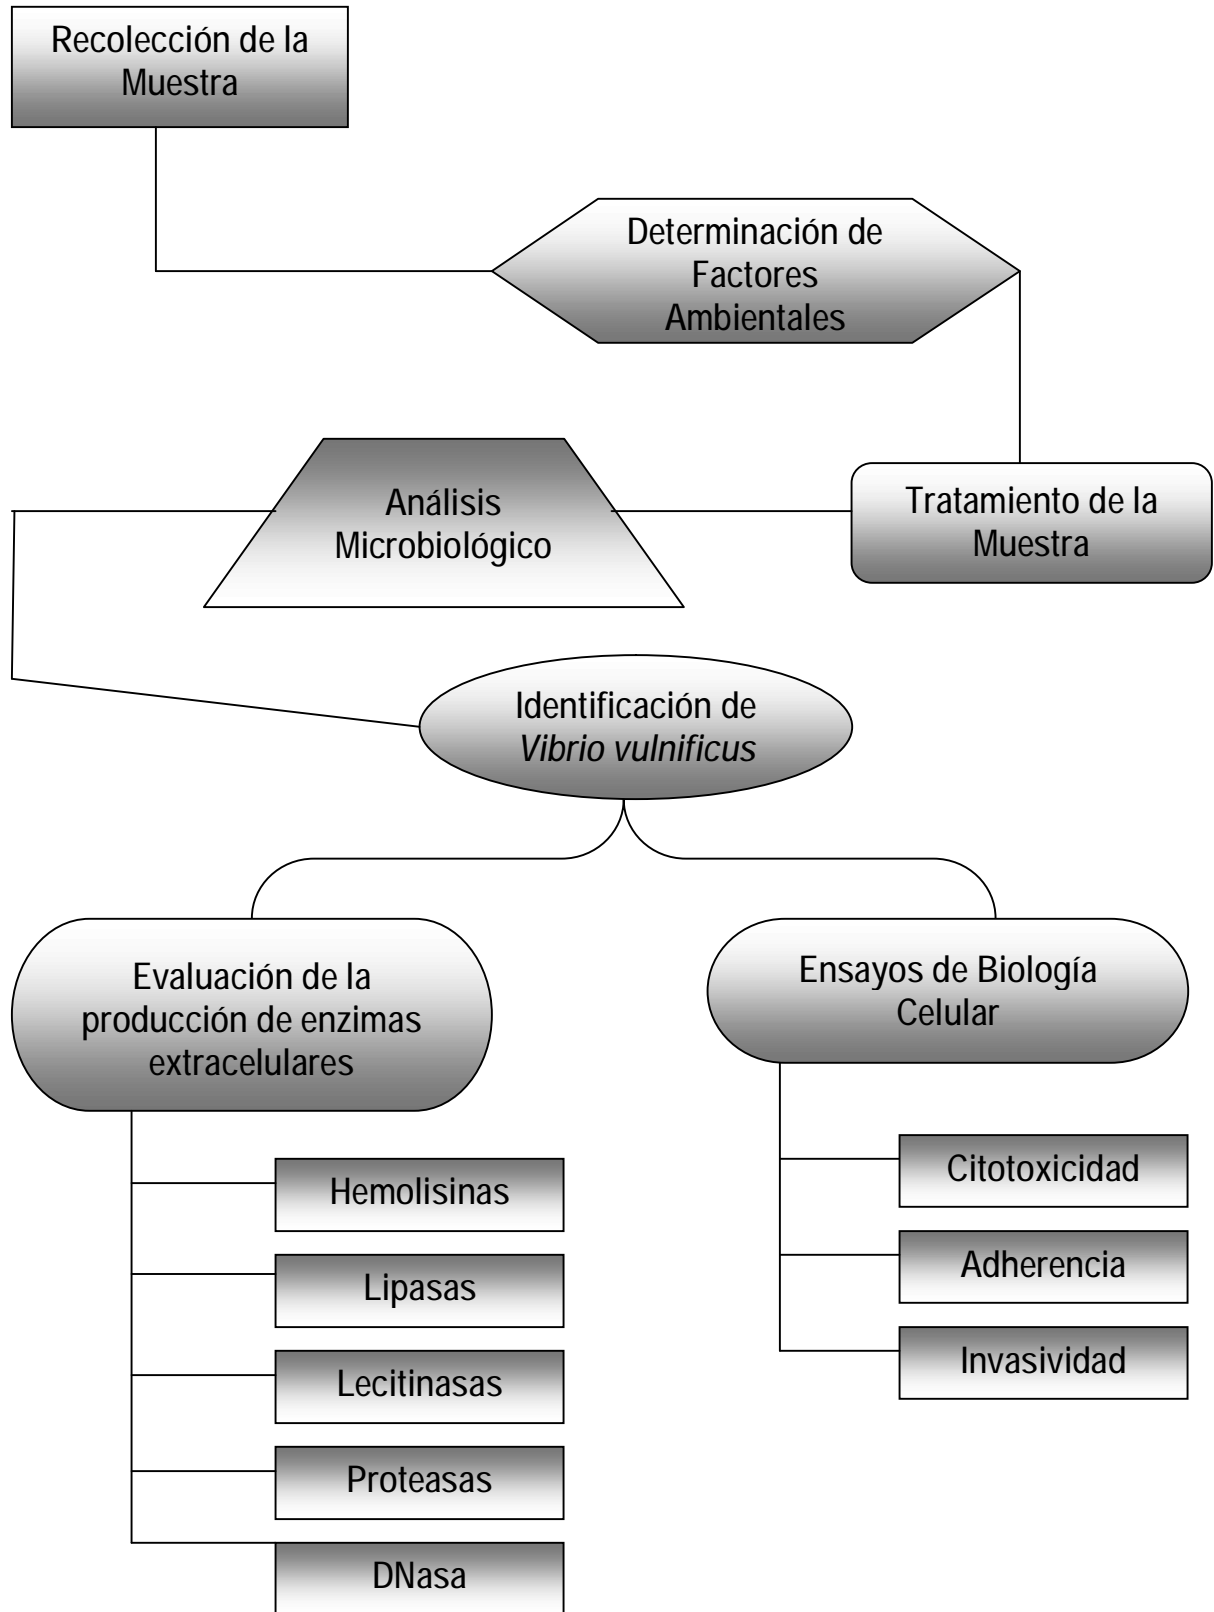 Recolección de la
Muestra
Determinación de
Factores
Ambientales
Análisis
Microbiológico
Tratamiento de la
Muestra
Identificación de
Vibrio vulnificus
Evaluación de la
producción de enzimas
extracelulares
Hemolisinas
Lipasas
Lecitinasas
Proteasas
DNasa
Ensayos de Biología
Celular
Citotoxicidad
Adherencia
Invasividad